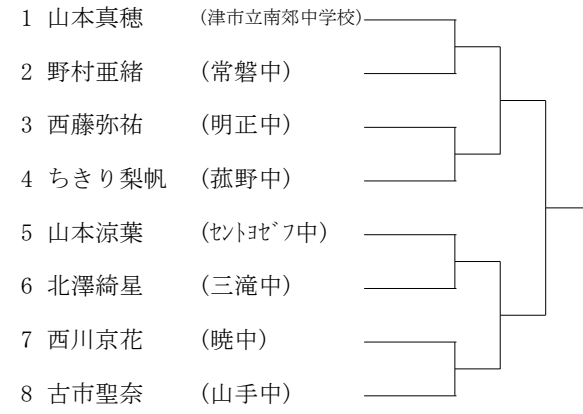 1 山本真穂 (津市立南郊中学校)
2 野村亜緒 (常磐中)
3 西藤弥祐 (明正中)
4 ちきり梨帆 (菰野中)
5 山本涼葉 (ｾﾝﾄﾖｾﾞﾌ中)
6 北澤綺星 (三滝中)
7 西川京花 (暁中)
8 古市聖奈 (山手中)